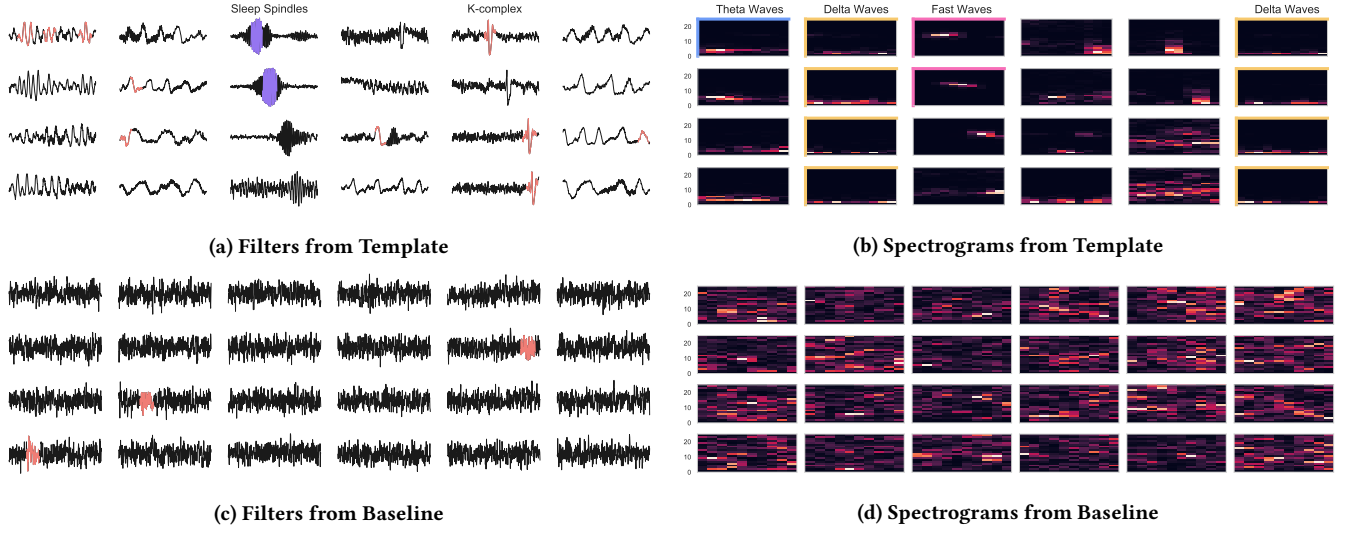 Sleep Spindles
K-complex
Theta Waves
Delta Waves
Fast Waves
Delta Waves
20
10
0
20
10
0
20
10
0
20
10
0
(a) Filters from Template
(b) Spectrograms from Template
20
10
0
20
10
0
20
10
0
20
10
0
(c) Filters from Baseline
(d) Spectrograms from Baseline